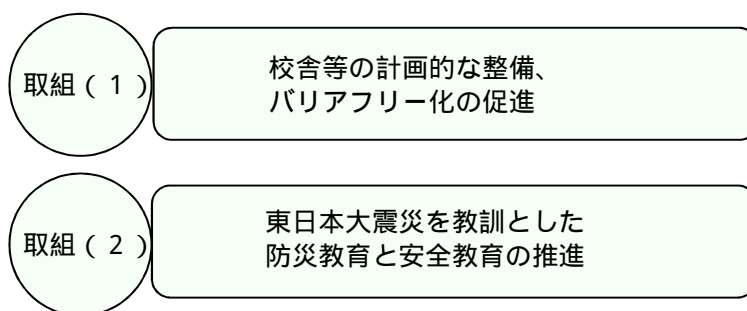 取組（１）
校舎等の計画的な整備、
バリアフリー化の促進
取組（２）
東日本大震災を教訓とした
防災教育と安全教育の推進